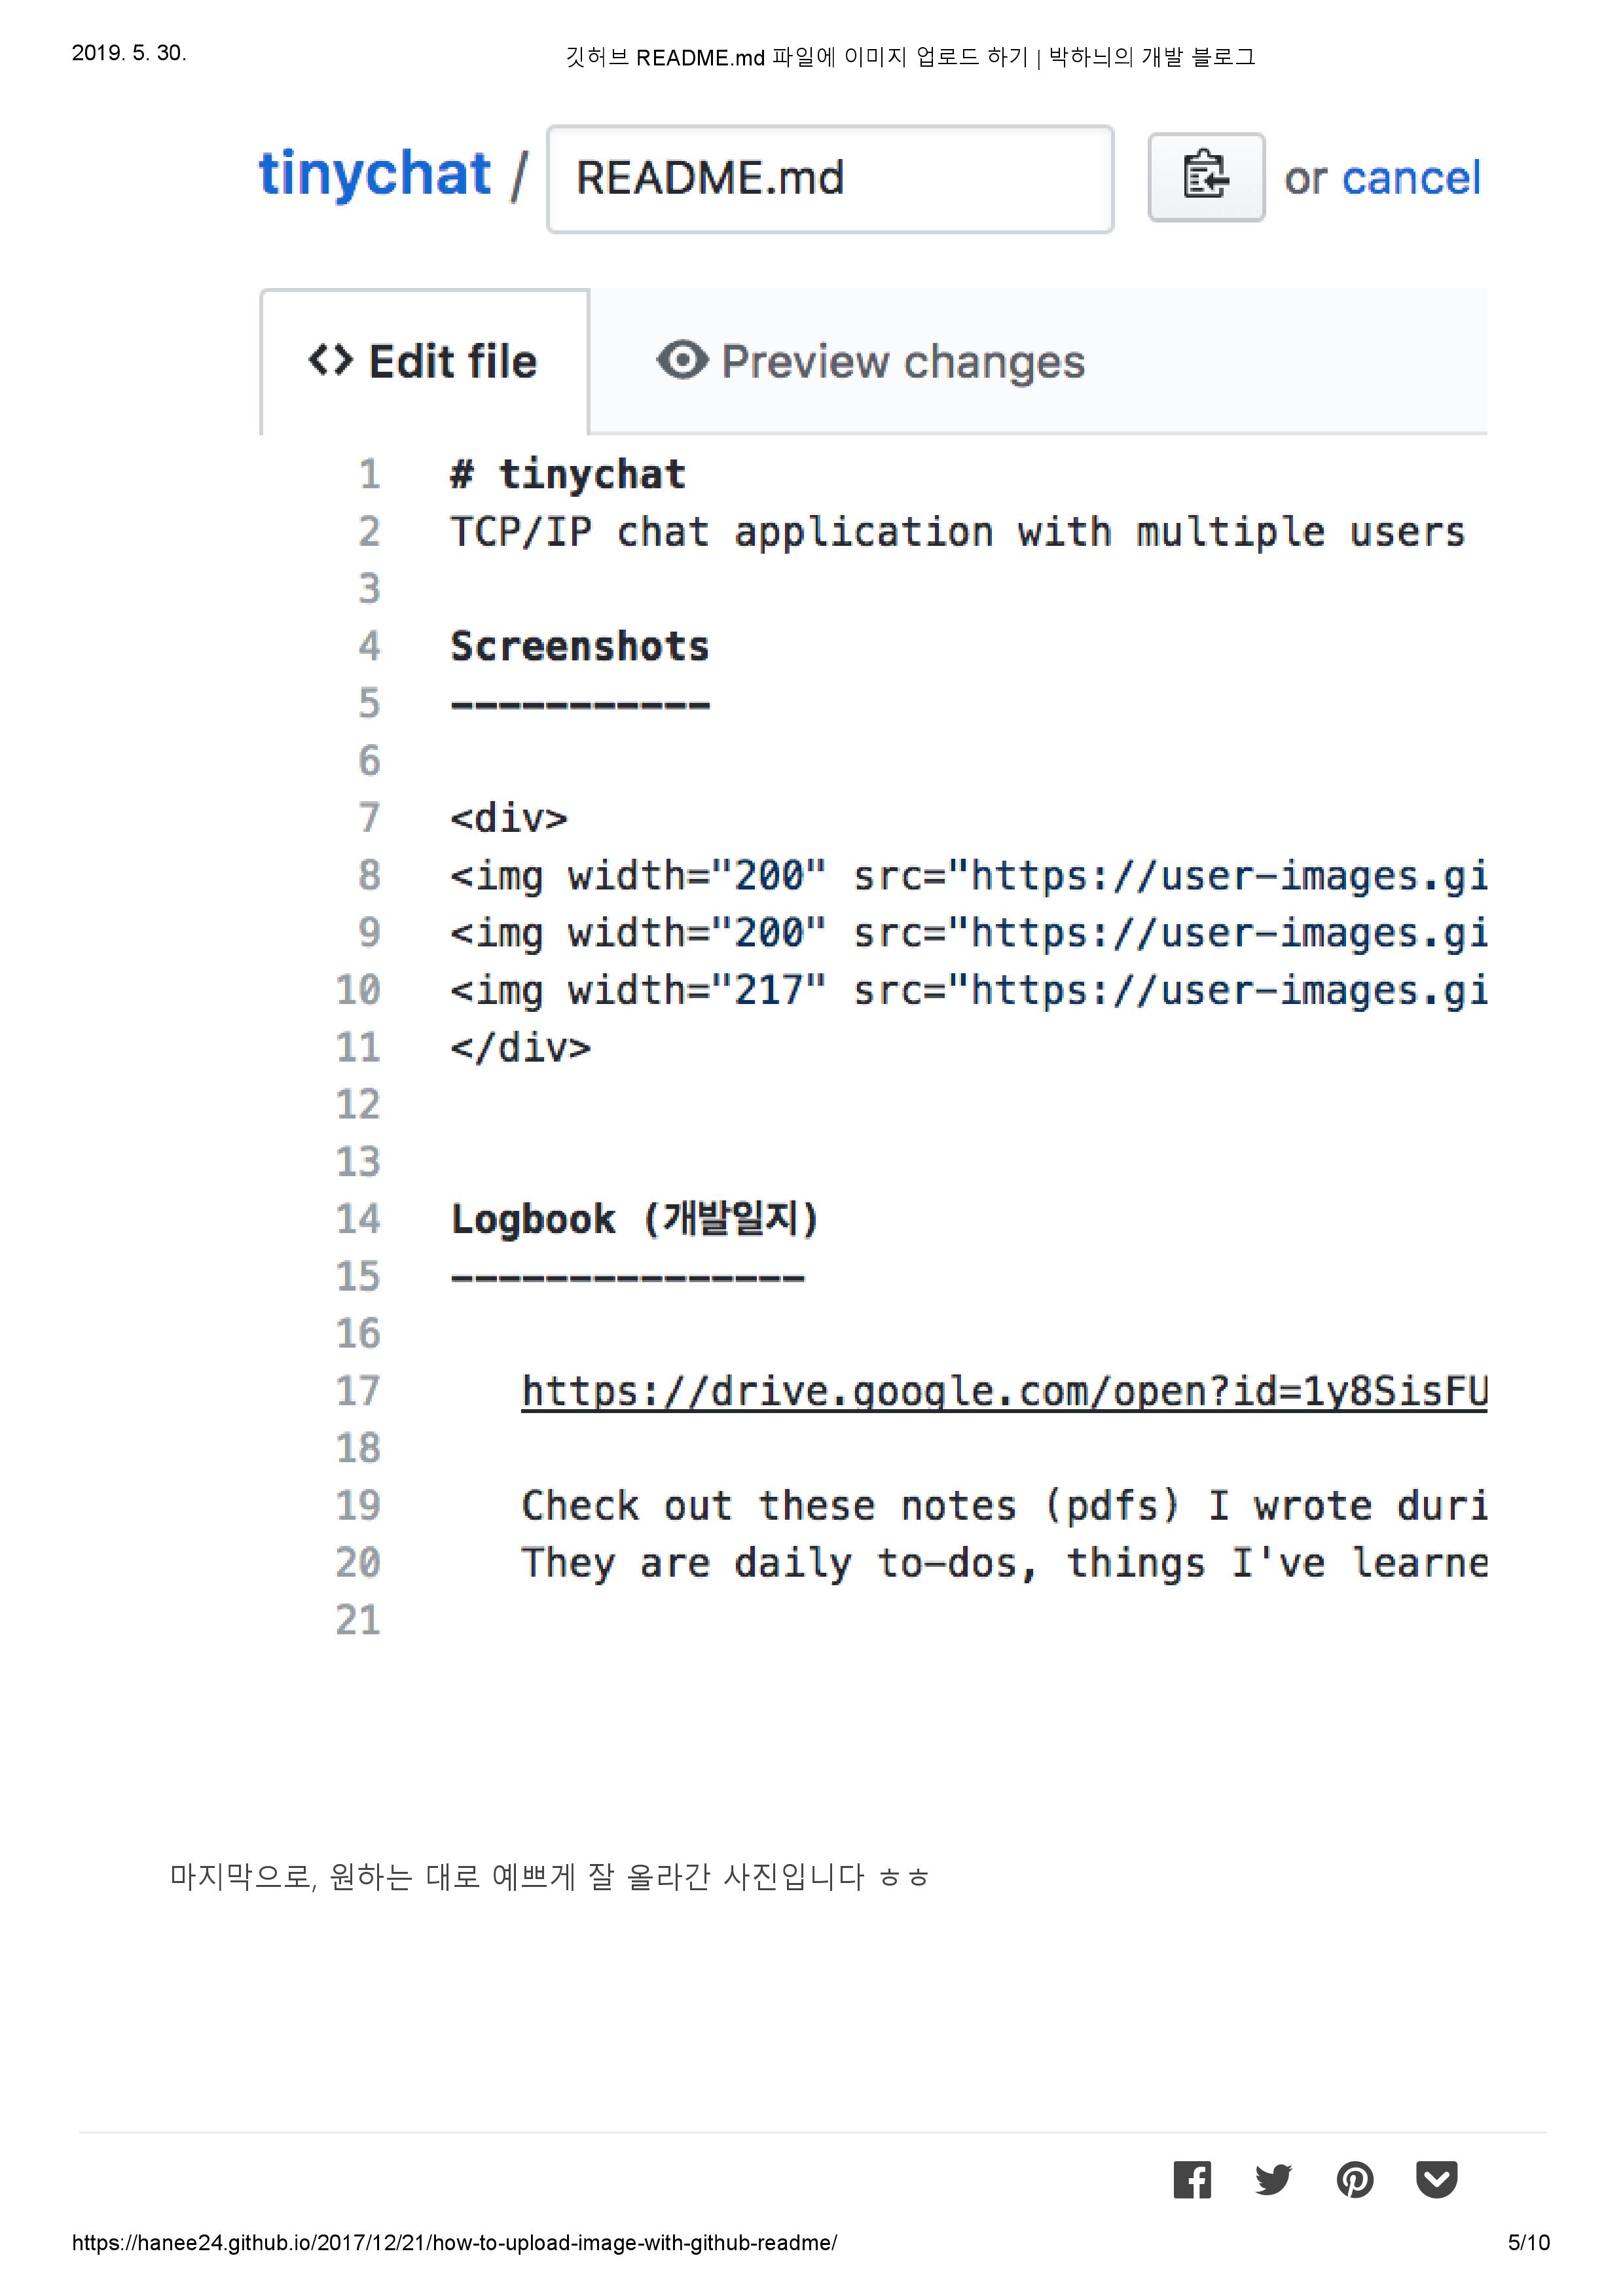 2019. 5. 30.
깃허브 README.md 파일에 이미지 업로드 하기 | 박하늬의 개발 블로그
tinychat / README.md or cancel
<> Edit file Preview changes
1 # tinychat
2 TCP/IP chat application with multiple users
3
4 Screenshots
5 -----------
6
7 <div>
8 <img width="200" src="https://user-images.gi
9 <img width="200" src="https://user-images.gi
10 <img width="217" src="https://user-images.gi
11 </div>
12
13
14 Logbook (개발일지)
15 ---------------
16
17 https://drive.google.com/open?id=1y8SisFU
18
19 Check out these notes (pdfs) I wrote duri
20 They are daily to-dos, things I've learne
21
마지막으로, 원하는 대로 예쁘게 잘 올라간 사진입니다 ㅎㅎ
https://hanee24.github.io/2017/12/21/how-to-upload-image-with-github-readme/
5/10